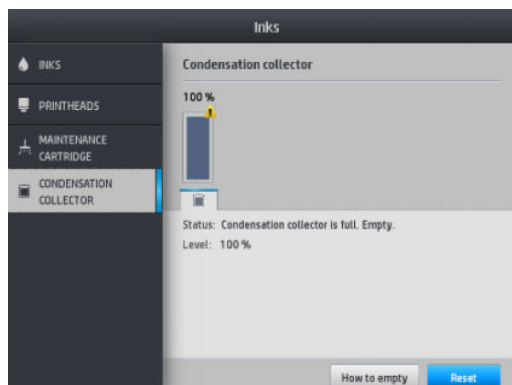 Inks
INKS
PRINTHEADS
MAINTENANCE
CARTRIDGE
CONDENSATION
COLLECTOR
Condensation collector
100 %
Status: Condensation collector is full. Empty.
Level: 100 %
How to empty
Reset